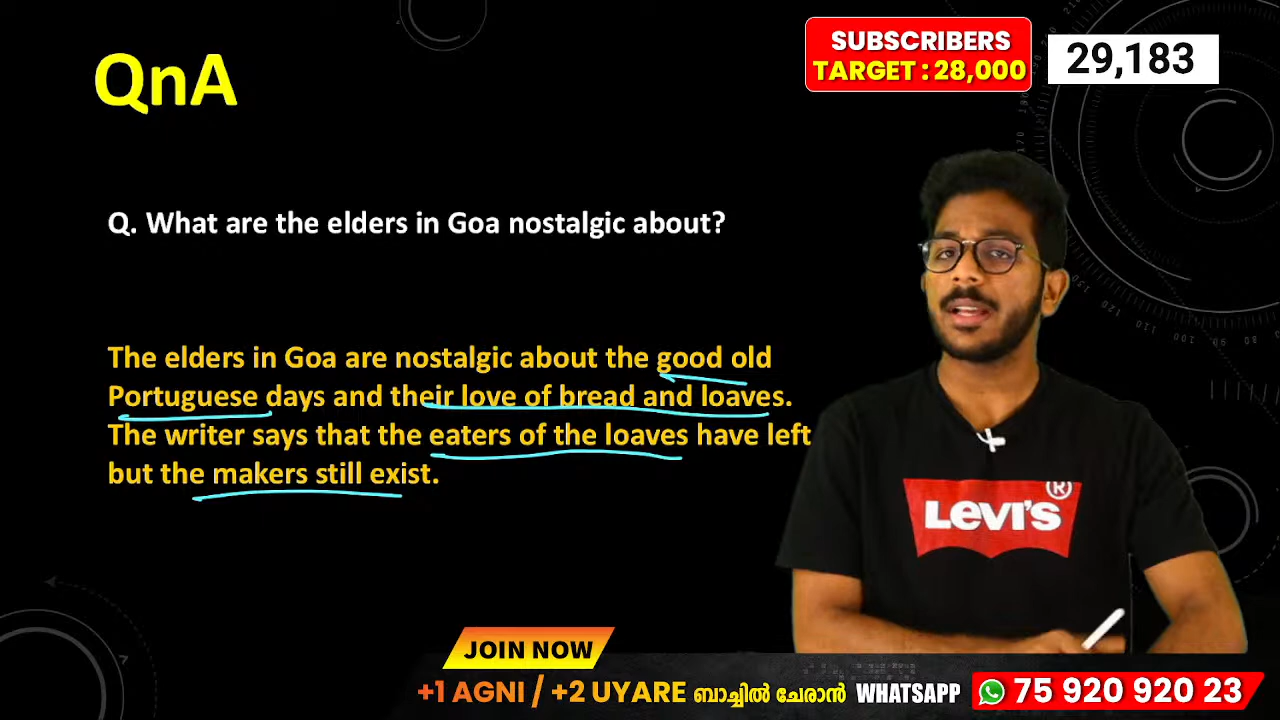 SUBSCRIBERS
TARGET : 28,000
29,183
QnA
Q. What are the elders in Goa nostalgic about?
The elders in Goa are nostalgic about the good old
Portuguese days and their love of bread and loaves.
The writer says that the eaters of the loaves have left
but the makers still exist.
LEVI'S ®
JOIN NOW
+1 AGNI / +2 UYARE ബാച്ചിൽ ചേരാൻ WHATSAPP 75 920 920 23